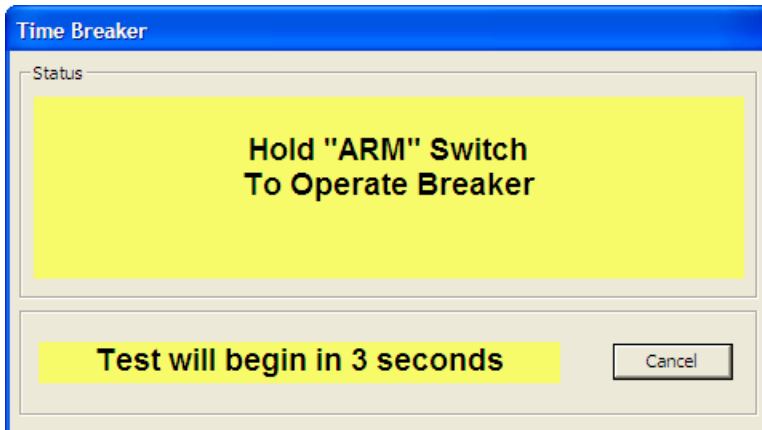 Time Breaker
Status
Hold "ARM" Switch
To Operate Breaker
Test will begin in 3 seconds
Cancel